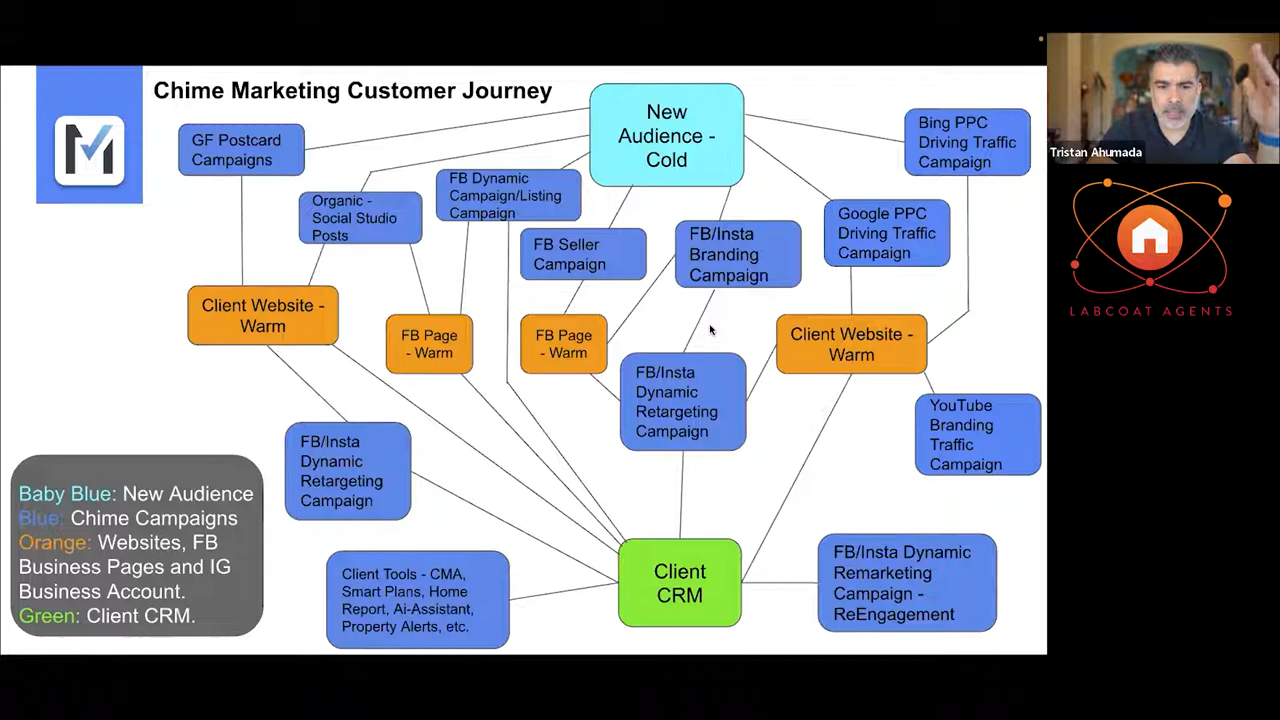 Chime Marketing Customer Journey
New
Audience -
Cold
GF Postcard
Campaigns
Organic -
Social Studio
Posts
FB Dynamic
Campaign/Listing
Campaign
FB Seller
Campaign
FB/Insta
Branding
Campaign
Google PPC
Driving Traffic
Campaign
Bing PPC
Driving Traffic
Campaign
Client Website -
Warm
FB Page
- Warm
FB Page
- Warm
Client Website -
Warm
FB/Insta
Dynamic
Retargeting
Campaign
YouTube
Branding
Traffic
Campaign
FB/Insta
Dynamic
Retargeting
Campaign
Baby Blue: New Audience
Blue: Chime Campaigns
Orange: Websites, FB
Business Pages and IG
Business Account.
Green: Client CRM.
Client Tools - CMA,
Smart Plans, Home
Report, Ai-Assistant,
Property Alerts, etc.
Client
CRM
FB/Insta Dynamic
Remarketing
Campaign -
ReEngagement
Tristan Ahumada
LABCOAT AGENTS